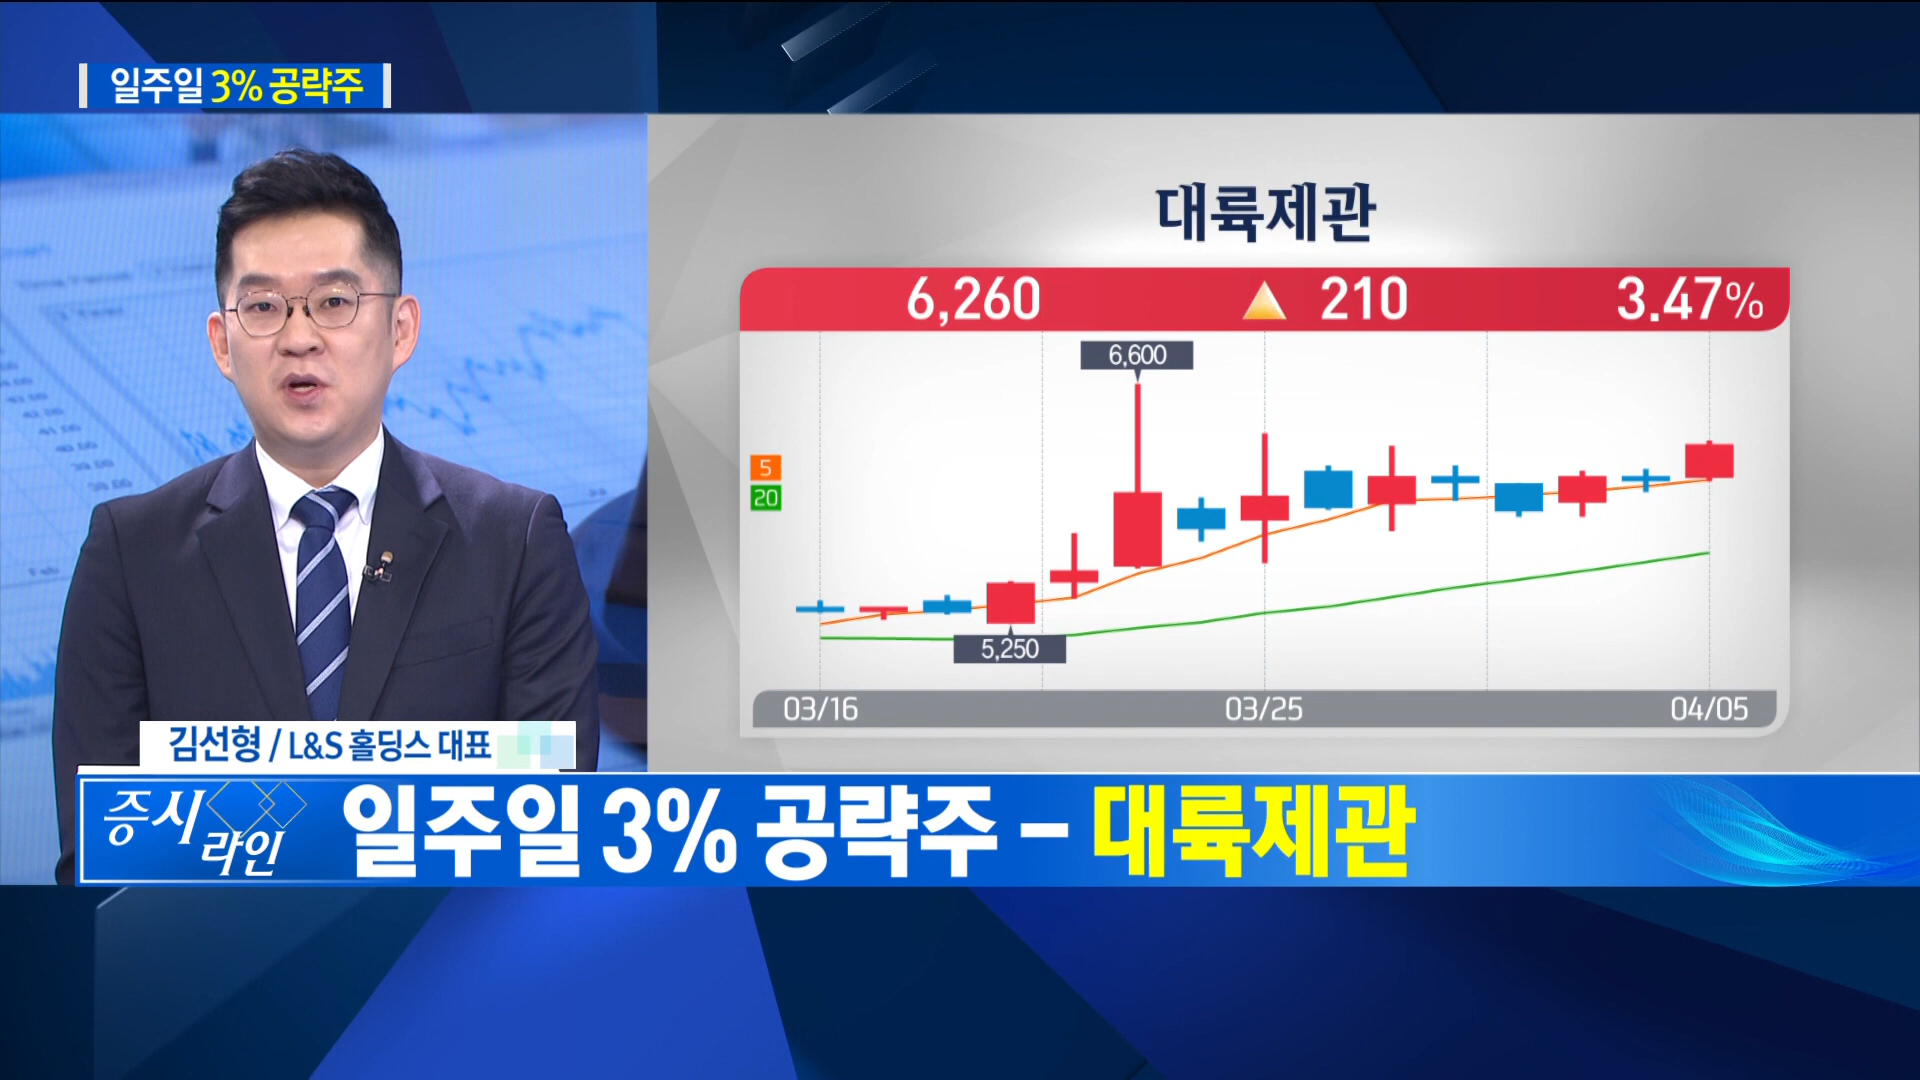 일주일 3% 공략주
대륙제관
6,260 ▲ 210 3.47%
6,600
5
20
5,250
03/16 03/25 04/05
김선형 / L&S 홀딩스 대표
증시라인
일주일 3% 공략주 - 대륙제관